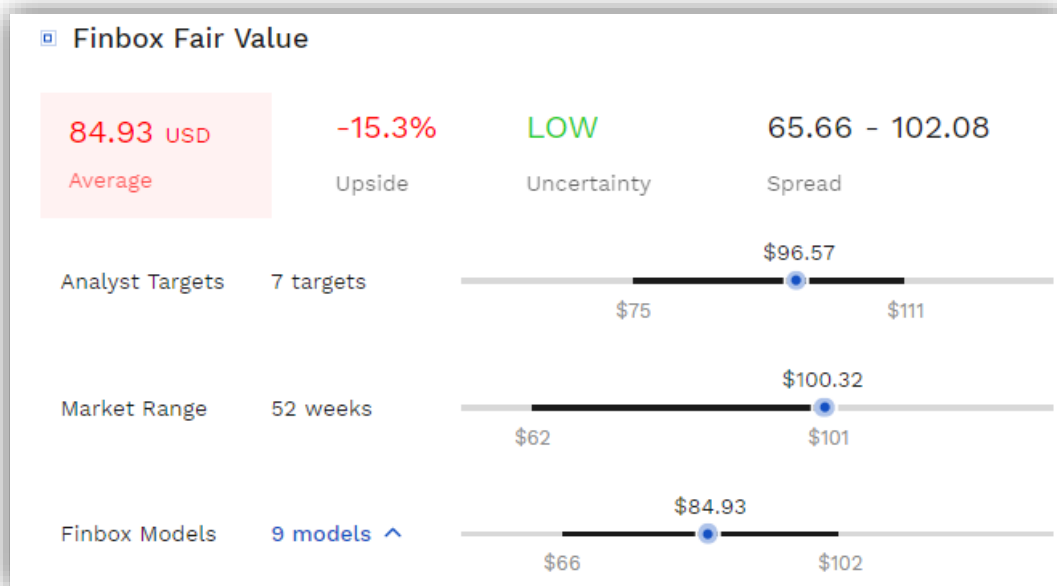 Finbox Fair Value
84.93 USD
Average
-15.3%
Upside
LOW
Uncertainty
65.66 - 102.08
Spread
Analyst Targets
7 targets
$96.57
$75
$111
Market Range
52 weeks
$100.32
$62
$101
Finbox Models
9 models
$84.93
$66
$102